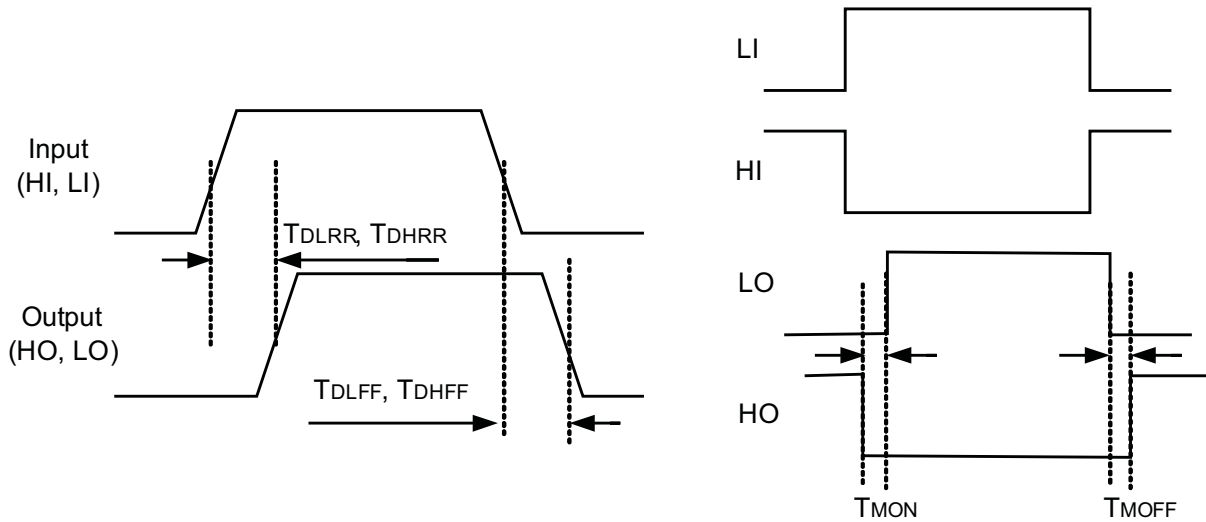 Input
(HI, LI)
TDLRR, TDHRR
Output
(HO, LO)
TDLFF, TDHFF
LI
HI
LO
HO
TMON
TMOFF